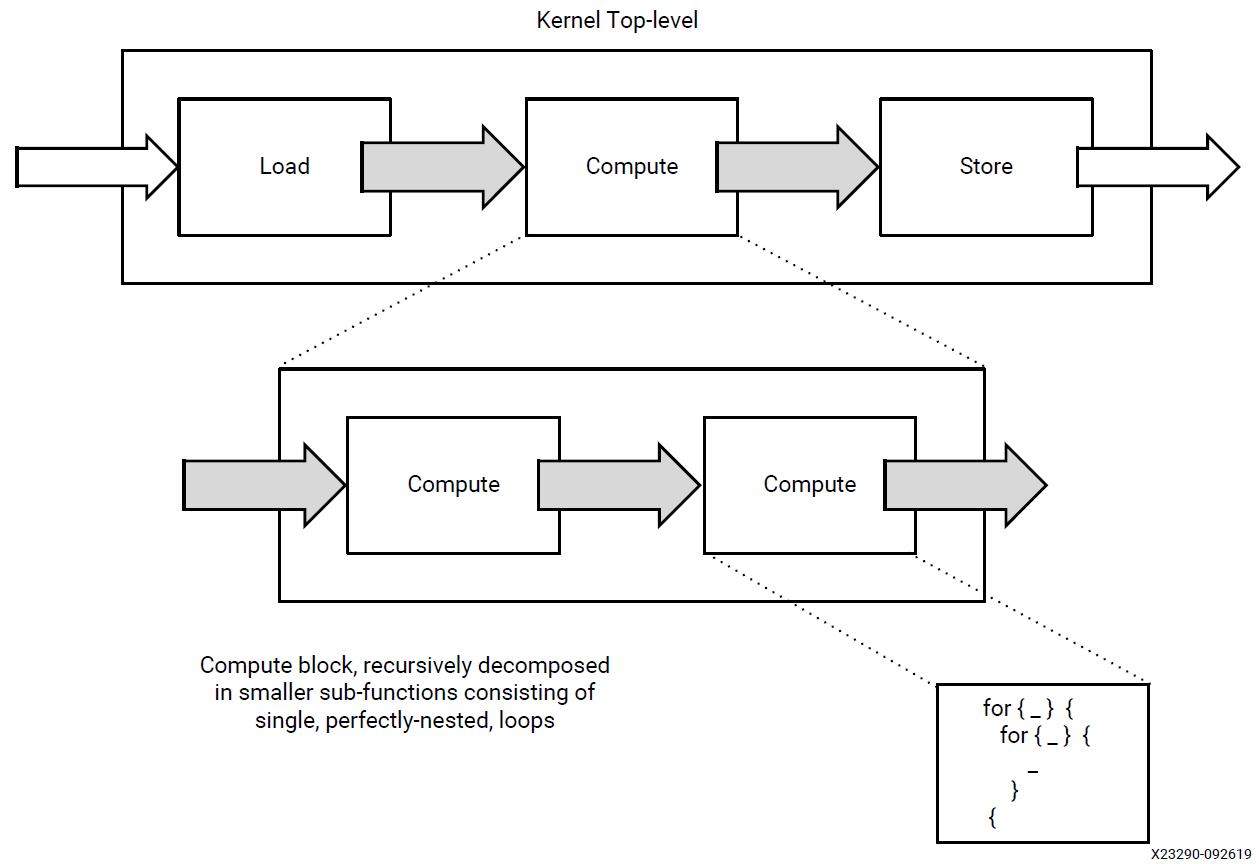 Kernel Top-level
Load
Compute
Store
Compute
Compute
Compute block, recursively decomposed
in smaller sub-functions consisting of
single, perfectly-nested, loops
for { _ } {
for { _ } {
_
}
{
X23290-092619